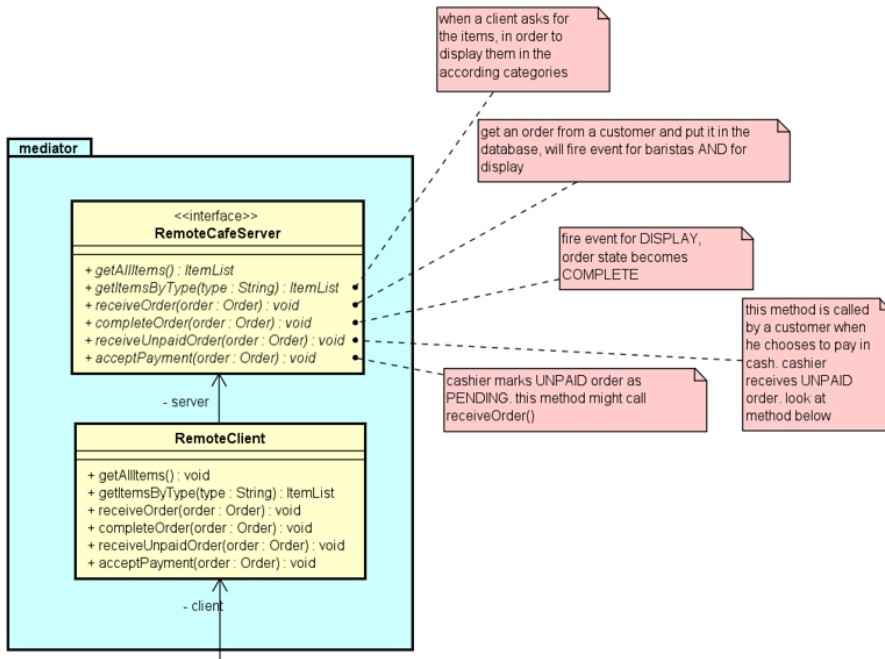 when a client asks for
the items, in order to
display them in the
according categories
get an order from a customer and put it in the
database, will fire event for baristas AND for
display
mediator
<<interface>>
RemoteCafeServer
+ getAllItems() : ItemList
+ getItemsByType(type : String) : ItemList
+ receiveOrder(order : Order) : void
+ completeOrder(order : Order) : void
+ receiveUnpaidOrder(order : Order) : void
+ acceptPayment(order : Order) : void
fire event for DISPLAY,
order state becomes
COMPLETE
this method is called
by a customer when
he chooses to pay in
cash. cashier
receives UNPAID
order. look at
method below
cashier marks UNPAID order as
PENDING. this method might call
receiveOrder()
- server
RemoteClient
+ getAllItems() : void
+ getItemsByType(type : String) : ItemList
+ receiveOrder(order : Order) : void
+ completeOrder(order : Order) : void
+ receiveUnpaidOrder(order : Order) : void
+ acceptPayment(order : Order) : void
- client